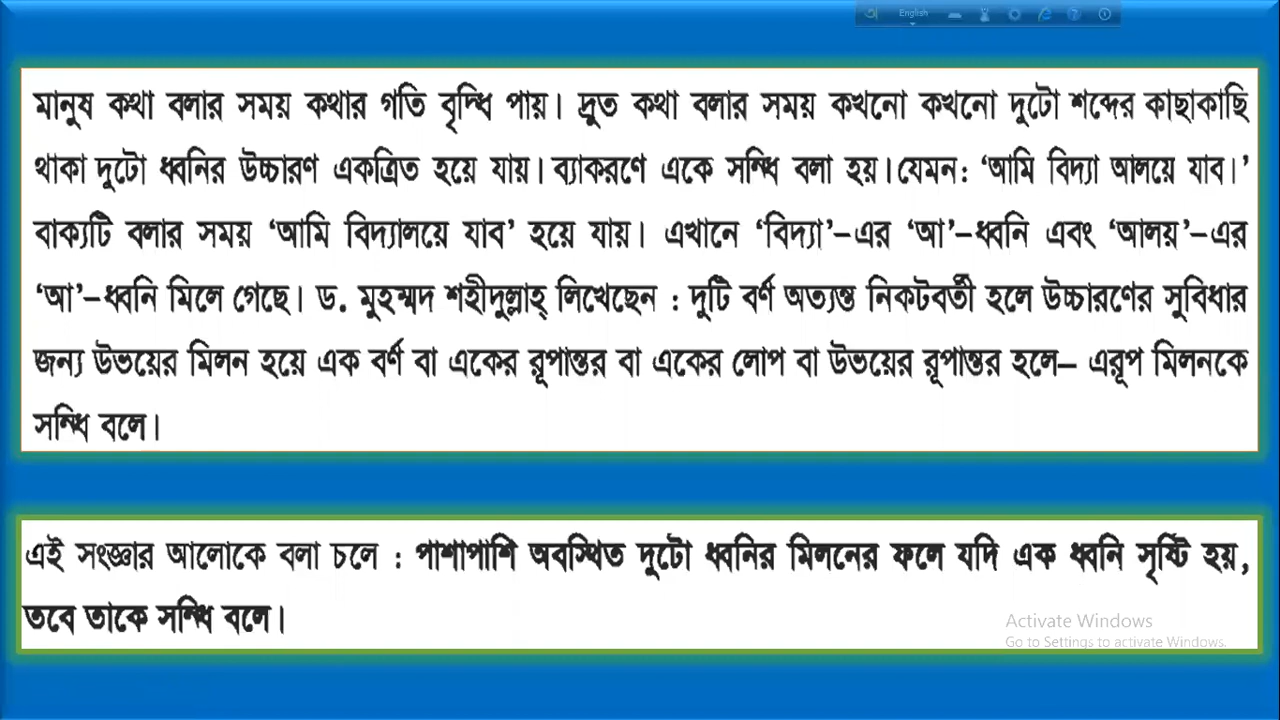 অ English
মানুষ কথা বলার সময় কথার গতি বৃদ্ধি পায়। দ্রুত কথা বলার সময় কখনো কখনো দুটো শব্দের কাছাকাছি
থাকা দুটো ধ্বনির উচ্চারণ একত্রিত হয়ে যায়। ব্যাকরণে একে সন্ধি বলা হয়।যেমন: ‘আমি বিদ্যা আলয়ে যাব।’
বাক্যটি বলার সময় ‘আমি বিদ্যালয়ে যাব’ হয়ে যায়। এখানে ‘বিদ্যা’–এর ‘আ’–ধ্বনি এবং ‘আলয়’–এর
‘আ’–ধ্বনি মিলে গেছে। ড. মুহম্মদ শহীদুল্লাহ্ লিখেছেন : দুটি বর্ণ অত্যন্ত নিকটবর্তী হলে উচ্চারণের সুবিধার
জন্য উভয়ের মিলন হয়ে এক বর্ণ বা একের রূপান্তর বা একের লোপ বা উভয়ের রূপান্তর হলে– এরূপ মিলনকে
সন্ধি বলে।
এই সংজ্ঞার আলোকে বলা চলে : পাশাপাশি অবস্থিত দুটো ধ্বনির মিলনের ফলে যদি এক ধ্বনি সৃষ্টি হয়,
তবে তাকে সন্ধি বলে।
Activate Windows
Go to Settings to activate Windows.